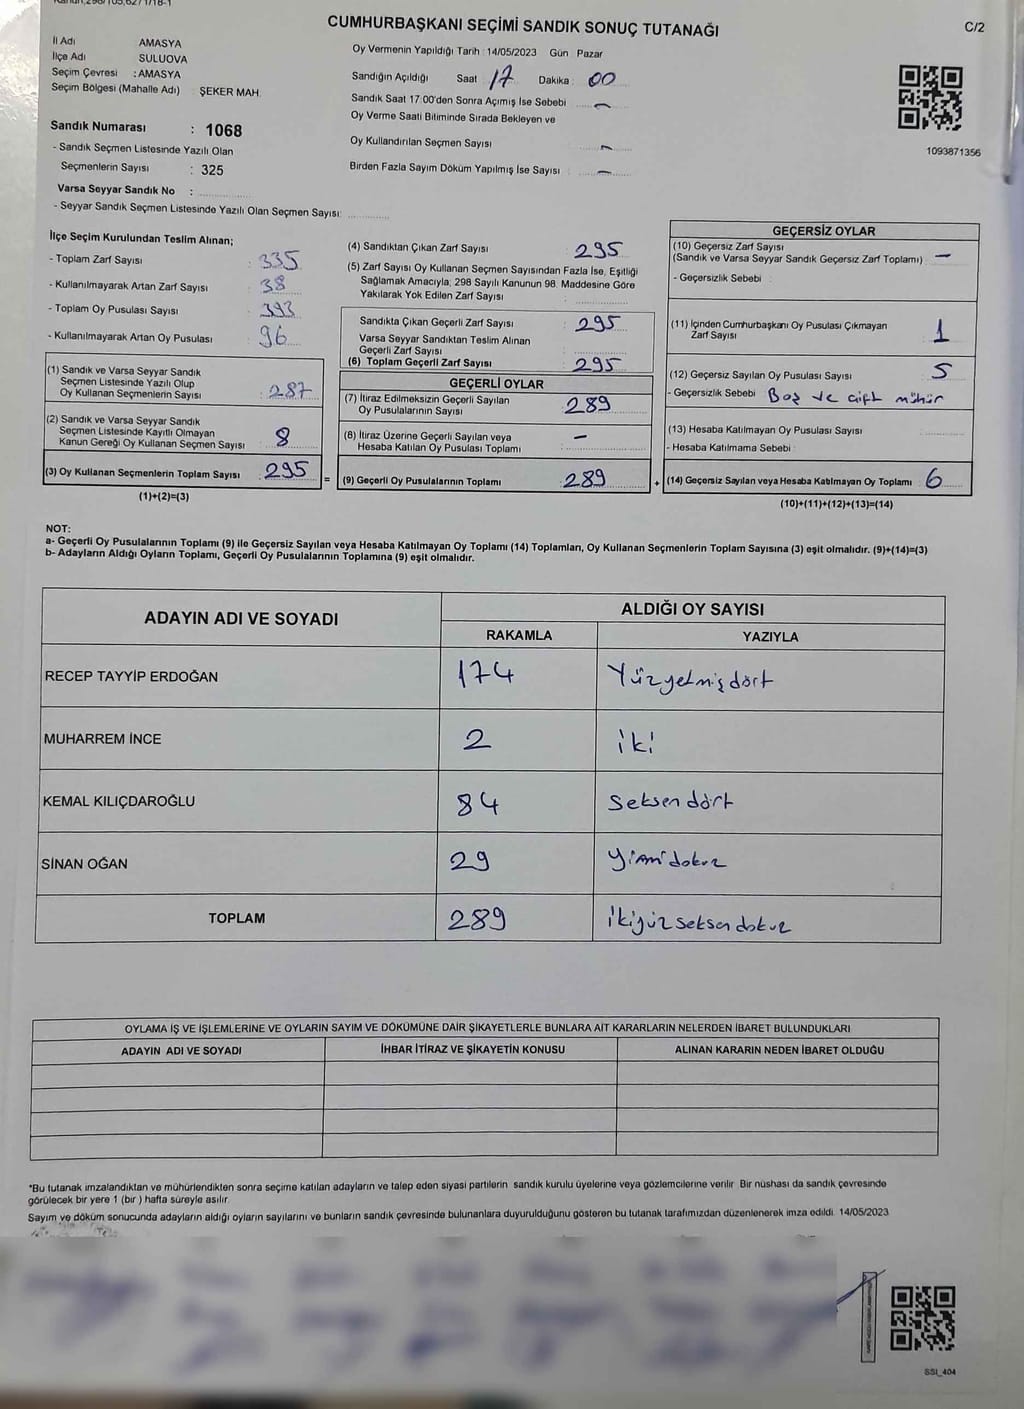 CUMHURBAŞKANI SEÇİMİ SANDIK SONUÇ TUTANAĞI
C/2
İl Adı AMASYA
İlçe Adı SULUOVA
Seçim Çevresi : AMASYA
Seçim Bölgesi (Mahalle Adı) ŞEKER MAH.
Sandık Numarası : 1068
- Sandık Seçmen Listesinde Yazılı Olan
Seçmenlerin Sayısı : 325
Varsa Seyyar Sandık No :
- Seyyar Sandık Seçmen Listesinde Yazılı Olan Seçmen Sayısı:
Oy Vermenin Yapıldığı Tarih : 14/05/2023 Gün Pazar
Sandığın Açıldığı Saat 17 Dakika 00
Sandık Saat 17:00'den Sonra Açımış İse Sebebi –
Oy Verme Saati Bitiminde Sırada Bekleyen ve
Oy Kullandırılan Seçmen Sayısı –
Birden Fazla Sayım Döküm Yapılmış İse Sayısı : –
1093871356
İlçe Seçim Kurulundan Teslim Alınan;
- Toplam Zarf Sayısı : 335
- Kullanılmayarak Artan Zarf Sayısı : 38
- Toplam Oy Pusulası Sayısı : 393
- Kullanılmayarak Artan Oy Pusulası : 96
(1) Sandık ve Varsa Seyyar Sandık
Seçmen Listesinde Yazılı Olup
Oy Kullanan Seçmenlerin Sayısı : 287
(2) Sandık ve Varsa Seyyar Sandık
Seçmen Listesinde Kayıtlı Olmayan
Kanun Gereği Oy Kullanan Seçmen Sayısı 8
(3) Oy Kullanan Seçmenlerin Toplam Sayısı 295
(1)+(2)=(3)
=
(4) Sandıktan Çıkan Zarf Sayısı : 295
(5) Zarf Sayısı Oy Kullanan Seçmen Sayısından Fazla İse, Eşitliği
Sağlamak Amacıyla; 298 Sayılı Kanunun 98. Maddesine Göre
Yakılarak Yok Edilen Zarf Sayısı
Sandıkta Çıkan Geçerli Zarf Sayısı : 295
Varsa Seyyar Sandıktan Teslim Alınan
Geçerli Zarf Sayısı
(6) Toplam Geçerli Zarf Sayısı 295
GEÇERLİ OYLAR
(7) İtiraz Edilmeksizin Geçerli Sayılan
Oy Pusulalarının Sayısı : 289
(8) İtiraz Üzerine Geçerli Sayılan veya
Hesaba Katılan Oy Pusulası Toplamı –
(9) Geçerli Oy Pusulalarının Toplamı : 289
+
GEÇERSİZ OYLAR
(10) Geçersiz Zarf Sayısı
(Sandık ve Varsa Seyyar Sandık Geçersiz Zarf Toplamı) –
- Geçersizlik Sebebi :
(11) İçinden Cumhurbaşkanı Oy Pusulası Çıkmayan
Zarf Sayısı 1
(12) Geçersiz Sayılan Oy Pusulası Sayısı 5
- Geçersizlik Sebebi Boş ve çift mühür
(13) Hesaba Katılmayan Oy Pusulası Sayısı
- Hesaba Katılmama Sebebi
(14) Geçersiz Sayılan veya Hesaba Katılmayan Oy Toplamı 6
(10)+(11)+(12)+(13)=(14)
NOT:
a- Geçerli Oy Pusulalarının Toplamı (9) ile Geçersiz Sayılan veya Hesaba Katılmayan Oy Toplamı (14) Toplamları, Oy Kullanan Seçmenlerin Toplam Sayısına (3) eşit olmalıdır. (9)+(14)=(3)
b- Adayların Aldığı Oyların Toplamı, Geçerli Oy Pusulalarının Toplamına (9) eşit olmalıdır.
ADAYIN ADI VE SOYADI
ALDIĞI OY SAYISI
RAKAMLA YAZIYLA
RECEP TAYYİP ERDOĞAN 174 Yüzyetmişdört
MUHARREM İNCE 2 iki
KEMAL KILIÇDAROĞLU 84 Seksendört
SİNAN OĞAN 29 yirmidokuz
TOPLAM 289 ikiyüzseksendokuz
OYLAMA İŞ VE İŞLEMLERİNE VE OYLARIN SAYIM VE DÖKÜMÜNE DAİR ŞİKAYETLERLE BUNLARA AİT KARARLARIN NELERDEN İBARET BULUNDUKLARI
ADAYIN ADI VE SOYADI İHBAR İTİRAZ VE ŞİKAYETİN KONUSU ALINAN KARARIN NEDEN İBARET OLDUĞU
*Bu tutanak imzalandıktan ve mühürlendikten sonra seçime katılan adayların ve talep eden siyasi partilerin sandık kurulu üyelerine veya gözlemcilerine verilir Bir nüshası da sandık çevresinde
görülecek bir yere 1 (bir ) hafta süreyle asılır.
Sayım ve döküm sonucunda adayların aldığı oyların sayılarını ve bunların sandık çevresinde bulunanlara duyurulduğunu gösteren bu tutanak tarafımızdan düzenlenerek imza edildi. 14/05/2023
SSI_404